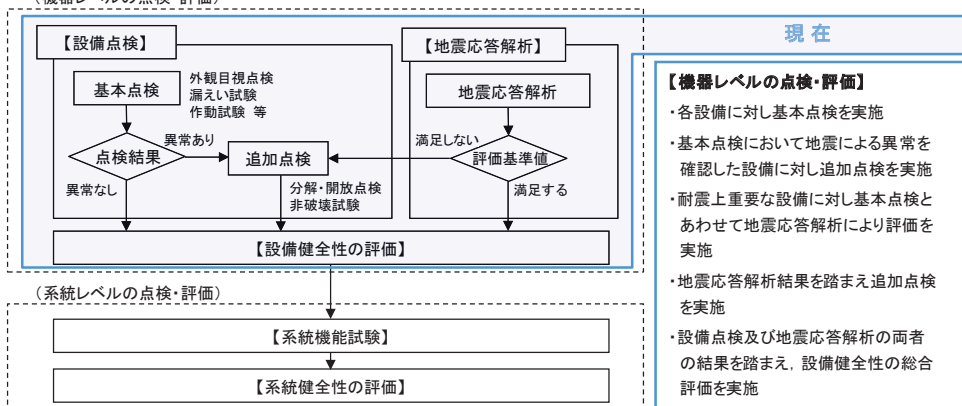 （機器レベルの点検・評価）
【設備点検】
基本点検
外観目視点検
漏えい試験
作動試験 等
点検結果
異常あり
異常なし
追加点検
分解・開放点検
非破壊試験
【地震応答解析】
地震応答解析
評価基準値
満足しない
満足する
【設備健全性の評価】
（系統レベルの点検・評価）
【系統機能試験】
【系統健全性の評価】
現在
【機器レベルの点検・評価】
・各設備に対し基本点検を実施
・基本点検において地震による異常を
確認した設備に対し追加点検を実施
・耐震上重要な設備に対し基本点検と
あわせて地震応答解析により評価を
実施
・地震応答解析結果を踏まえ追加点検
を実施
・設備点検及び地震応答解析の両者
の結果を踏まえ，設備健全性の総合
評価を実施